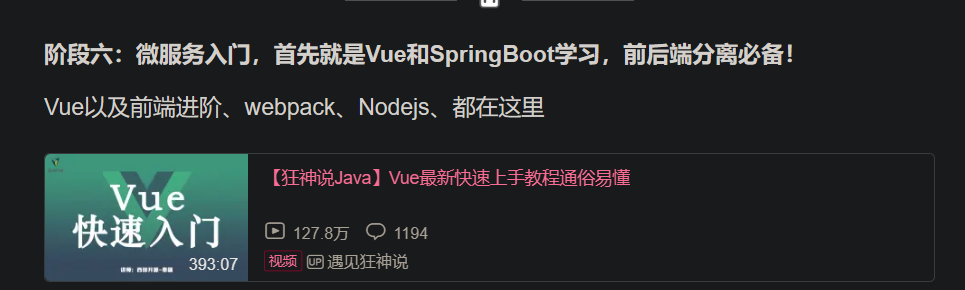 阶段六：微服务入门，首先就是Vue和SpringBoot学习，前后端分离必备！
Vue以及前端进阶、webpack、Nodejs、都在这里
Vue
快速入门
393:07
【狂神说Java】Vue最新快速上手教程通俗易懂
127.8万 1194
视频 UP 遇见狂神说